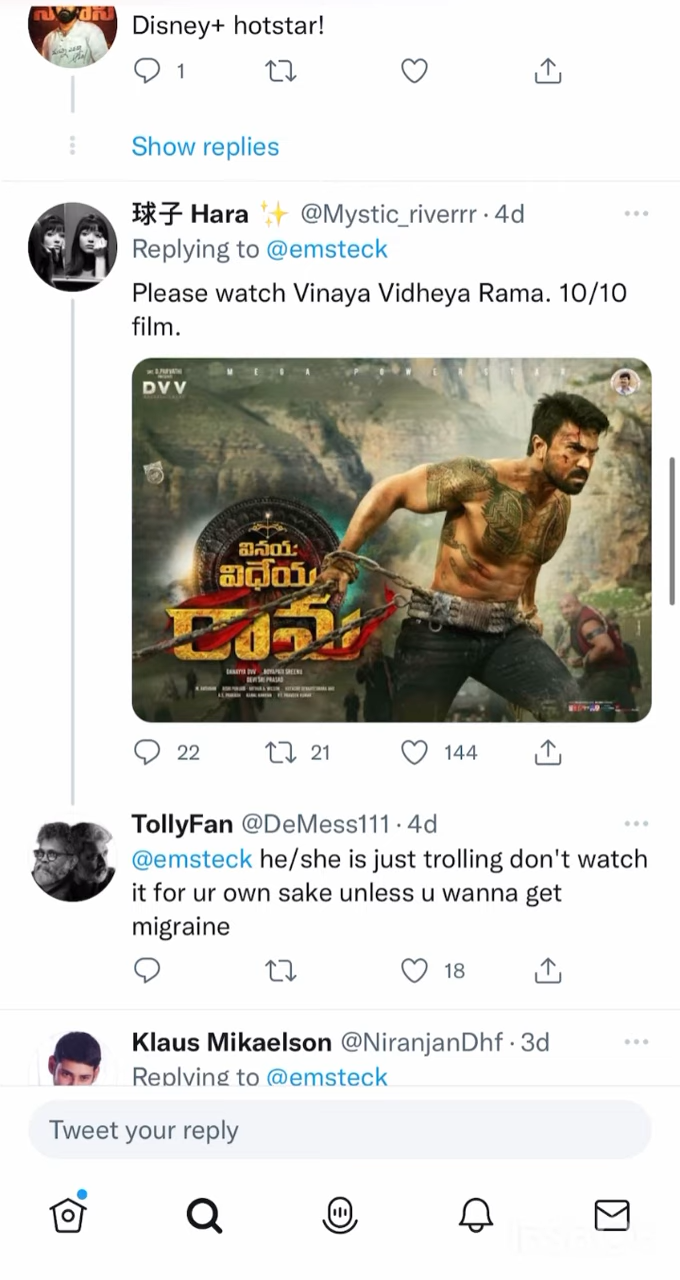 Disney+ hotstar!
1
Show replies
球子 Hara ✨ @Mystic_riverrr · 4d
Replying to @emsteck
Please watch Vinaya Vidheya Rama. 10/10
film.
M E G A P O W E R S T A R
DVV
వినయ
విధేయ
రామ
22 21 144
TollyFan @DeMess111 · 4d
@emsteck he/she is just trolling don't watch
it for ur own sake unless u wanna get
migraine
18
Klaus Mikaelson @NiranjanDhf · 3d
Replying to @emsteck
Tweet your reply